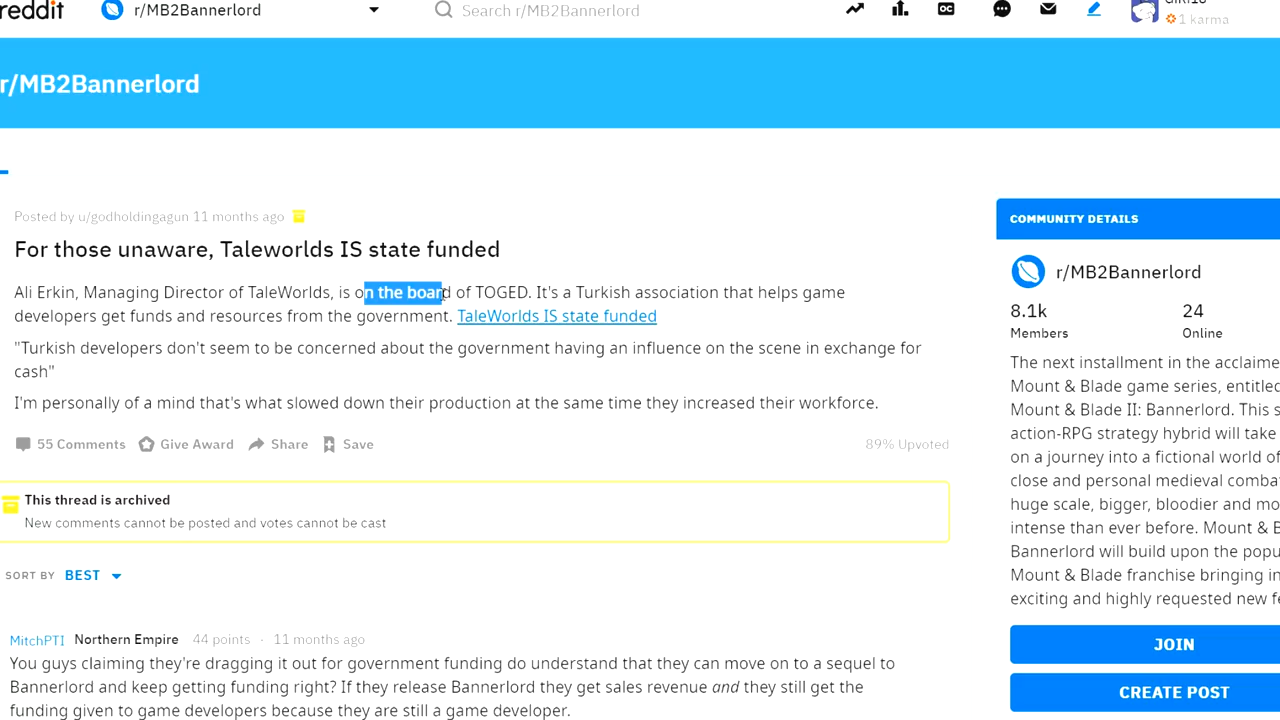 reddit r/MB2Bannerlord Search r/MB2Bannerlord OC
1 karma
r/MB2Bannerlord
Posted by u/godholdingagun 11 months ago
For those unaware, Taleworlds IS state funded
Ali Erkin, Managing Director of TaleWorlds, is on the board of TOGED. It's a Turkish association that helps game
developers get funds and resources from the government. TaleWorlds IS state funded
"Turkish developers don't seem to be concerned about the government having an influence on the scene in exchange for
cash"
I'm personally of a mind that's what slowed down their production at the same time they increased their workforce.
55 Comments Give Award Share Save 89% Upvoted
This thread is archived
New comments cannot be posted and votes cannot be cast
SORT BY BEST
MitchPTI Northern Empire 44 points · 11 months ago
You guys claiming they're dragging it out for government funding do understand that they can move on to a sequel to
Bannerlord and keep getting funding right? If they release Bannerlord they get sales revenue and they still get the
funding given to game developers because they are still a game developer.
COMMUNITY DETAILS
r/MB2Bannerlord
8.1k 24
Members Online
The next installment in the acclaime
Mount & Blade game series, entitled
Mount & Blade II: Bannerlord. This s
action-RPG strategy hybrid will take
on a journey into a fictional world of
close and personal medieval comba
huge scale, bigger, bloodier and mo
intense than ever before. Mount & B
Bannerlord will build upon the popu
Mount & Blade franchise bringing in
exciting and highly requested new fe
JOIN
CREATE POST